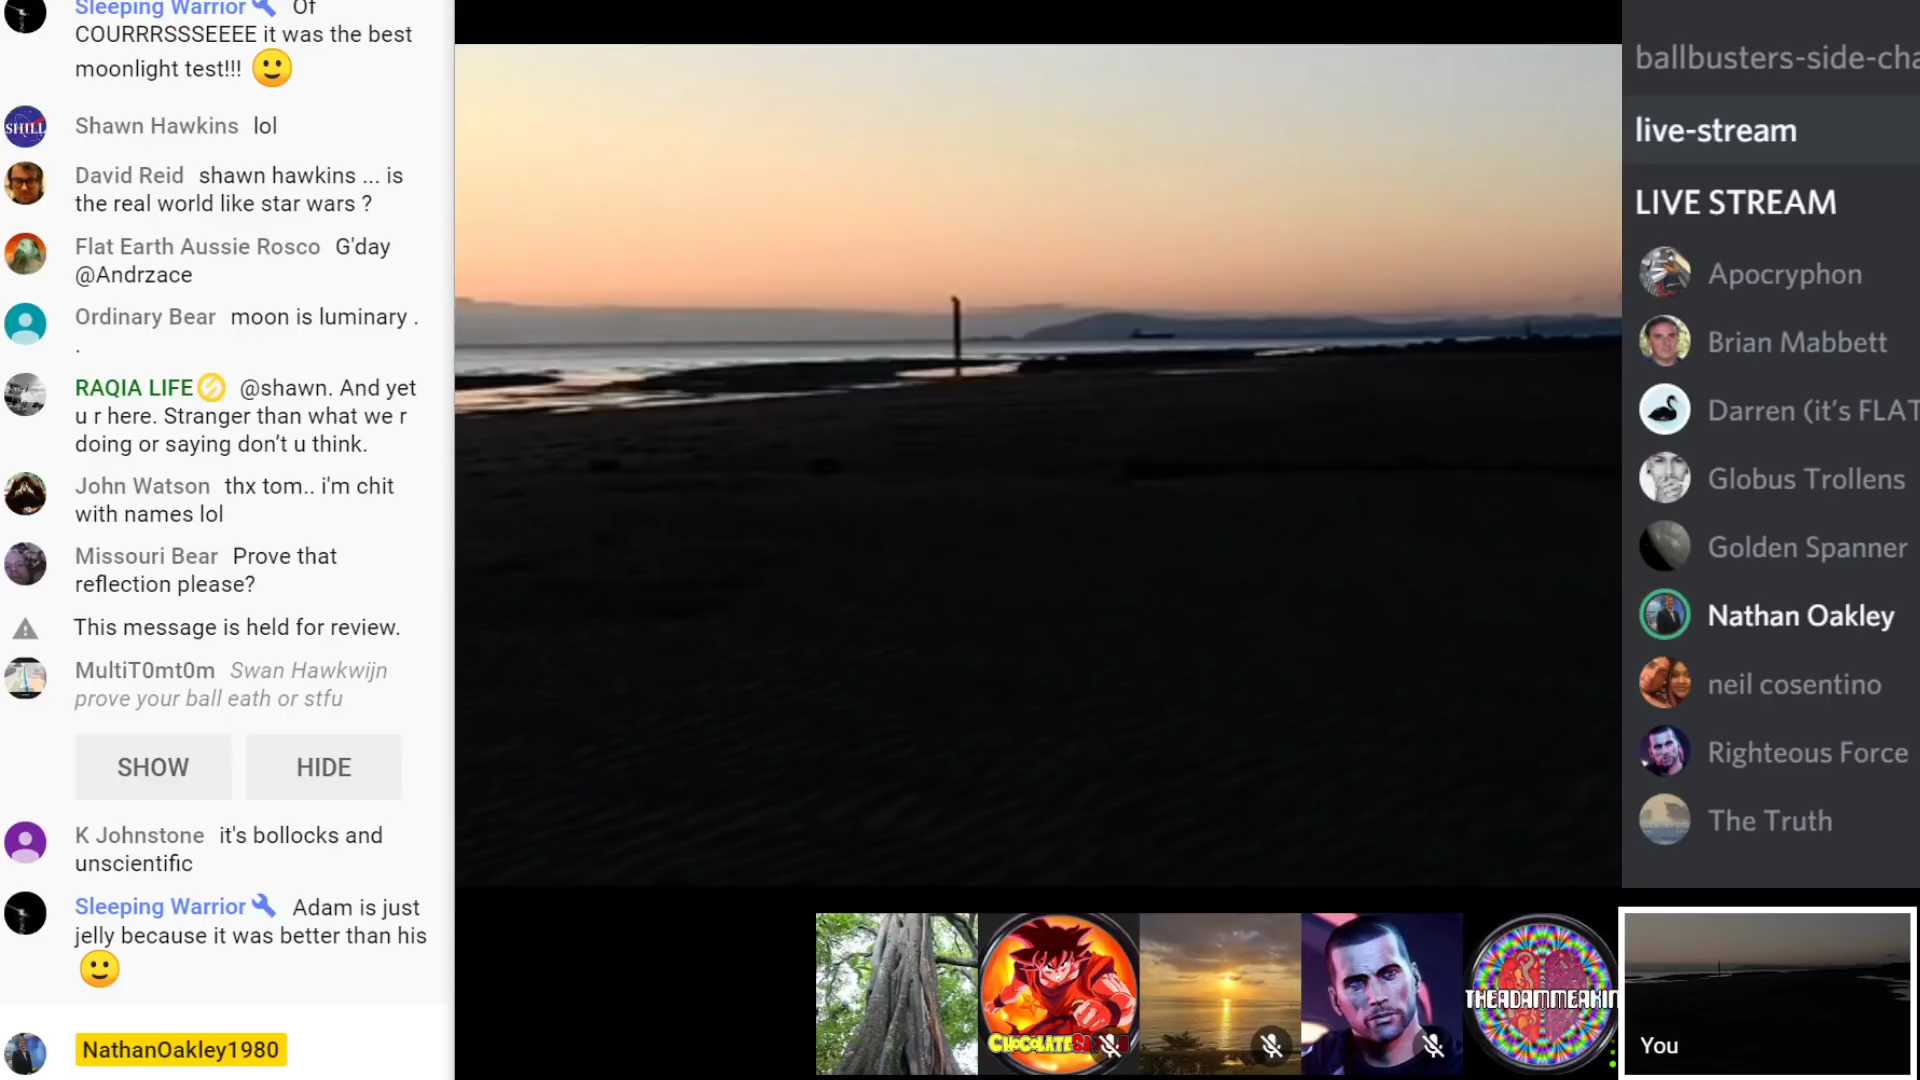 Sleeping Warrior Of
COURRRSSSEEEE it was the best
moonlight test!!!
SHILL
Shawn Hawkins lol
David Reid shawn hawkins ... is
the real world like star wars ?
Flat Earth Aussie Rosco G'day
@Andrzace
Ordinary Bear moon is luminary .
.
RAQIA LIFE @shawn. And yet
u r here. Stranger than what we r
doing or saying don’t u think.
John Watson thx tom.. i'm chit
with names lol
Missouri Bear Prove that
reflection please?
This message is held for review.
MultiT0mt0m Swan Hawkwijn
prove your ball eath or stfu
SHOW HIDE
K Johnstone it's bollocks and
unscientific
Sleeping Warrior Adam is just
jelly because it was better than his
NathanOakley1980
ballbusters-side-cha
live-stream
LIVE STREAM
Apocryphon
Brian Mabbett
Darren (it’s FLAT
Globus Trollens
Golden Spanner
Nathan Oakley
neil cosentino
Righteous Force
The Truth
THEADAMMEAKIN
You